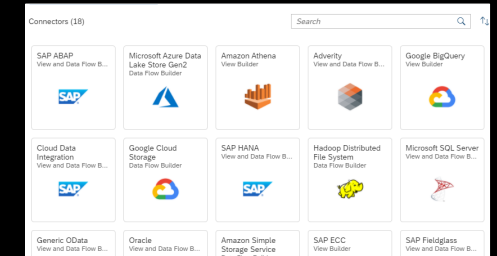 Connectors (18)
Search
SAP ABAP
View and Data Flow B...
Microsoft Azure Data
Lake Store Gen2
Data Flow Builder
Amazon Athena
View Builder
Adverity
View and Data Flow B...
Google BigQuery
View Builder
SAP
Cloud Data
Integration
View and Data Flow B...
Google Cloud
Storage
Data Flow Builder
SAP HANA
View and Data Flow B...
Hadoop Distributed
File System
Data Flow Builder
Microsoft SQL Server
View and Data Flow B...
SAP
SAP
Generic OData
View and Data Flow B...
Oracle
View and Data Flow B...
Amazon Simple
Storage Service
SAP ECC
View Builder
SAP Fieldglass
View and Data Flow B...